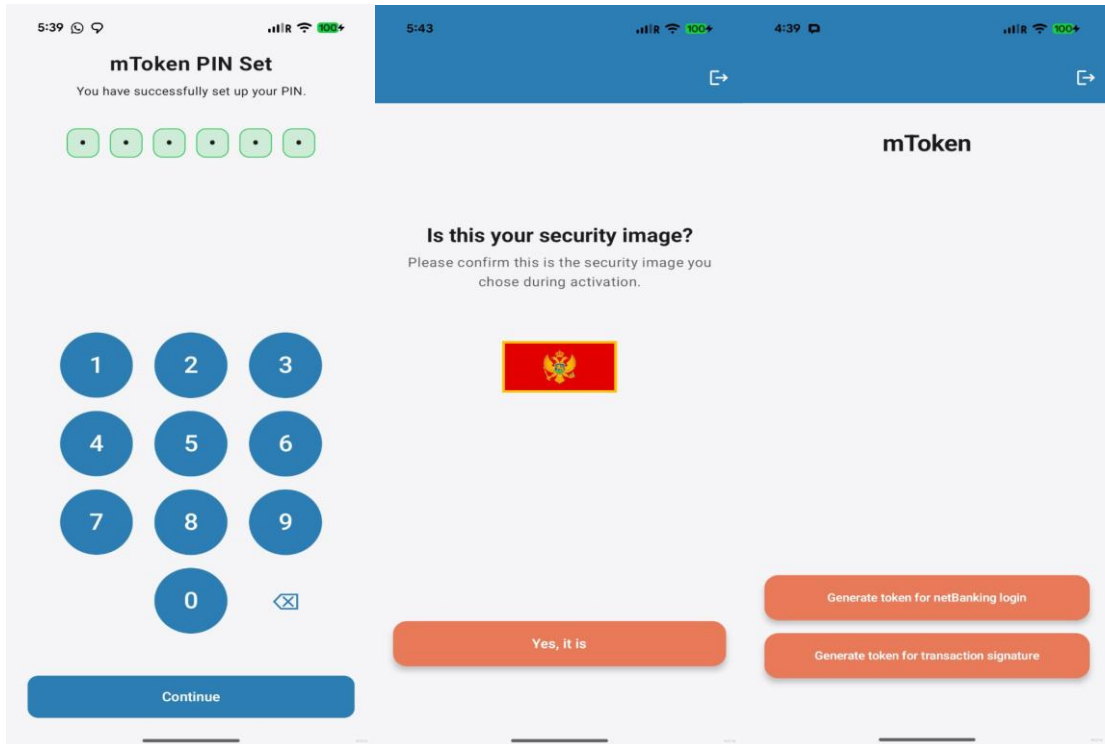 5:39 R 100
mToken PIN Set
You have successfully set up your PIN.
1 2 3
4 5 6
7 8 9
0
Continue
5:43 R 100
Is this your security image?
Please confirm this is the security image you
chose during activation.
Yes, it is
4:39 R 100
mToken
Generate token for netBanking login
Generate token for transaction signature